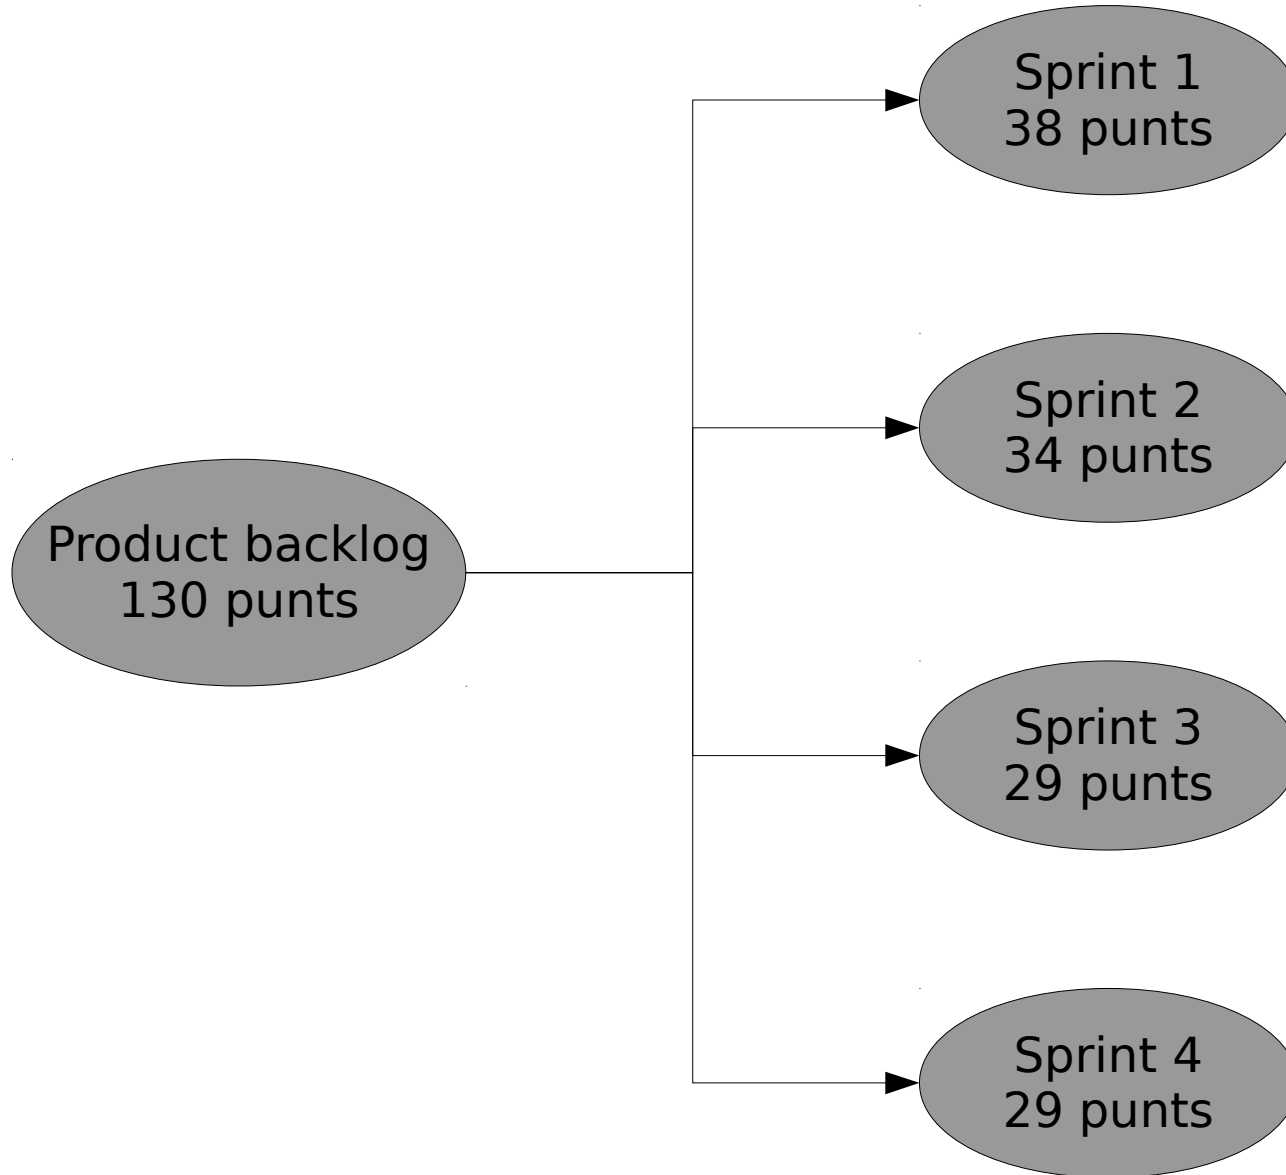 Sprint 1
38 punts
Sprint 2
34 punts
Product backlog
130 punts
Sprint 3
29 punts
Sprint 4
29 punts